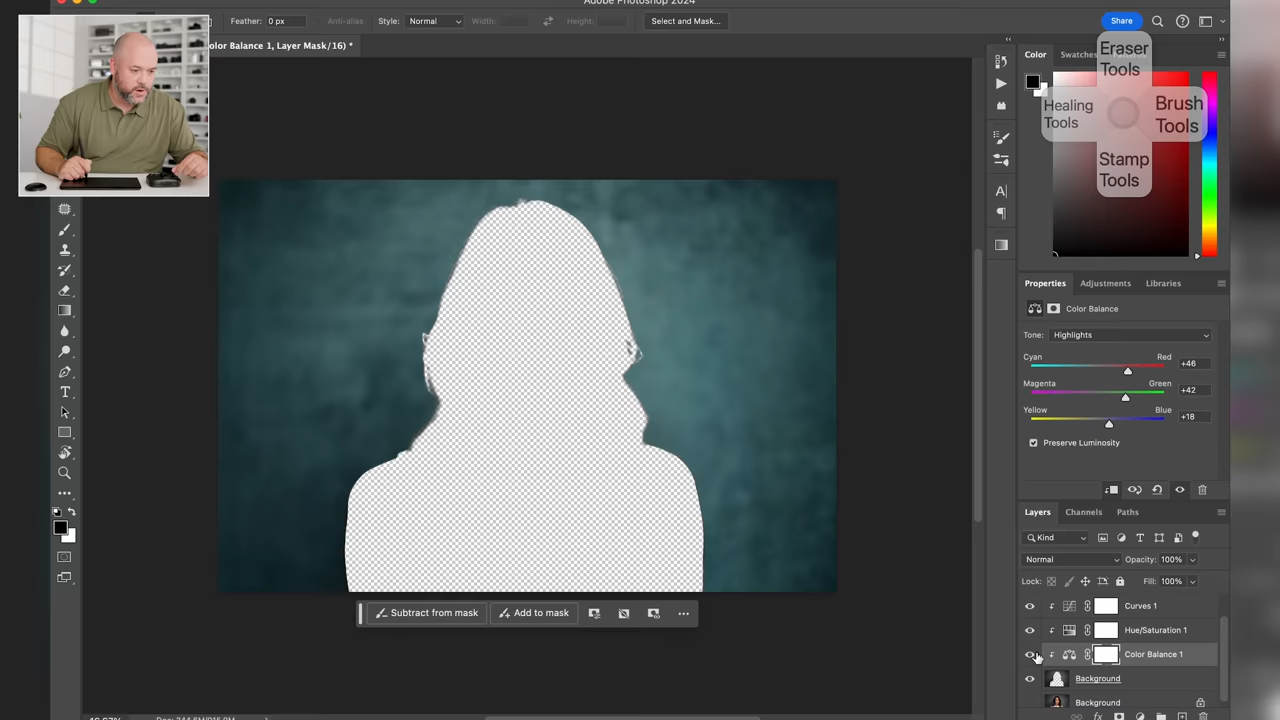 Adobe Photoshop 2024
Feather: 0 px
Anti-alias
Style: Normal
Width:
Height:
Select and Mask...
Share
olor Balance 1, Layer Mask/16) *
Color
Swatches
Eraser
Tools
Healing
Tools
Brush
Tools
Stamp
Tools
Properties
Adjustments
Libraries
Color Balance
Tone: Highlights
Cyan
Red
+46
Magenta
Green
+42
Yellow
Blue
+18
Preserve Luminosity
Layers
Channels
Paths
Kind
Normal
Opacity: 100%
Lock:
Fill: 100%
Curves 1
Hue/Saturation 1
Color Balance 1
Background
Background
Subtract from mask
Add to mask